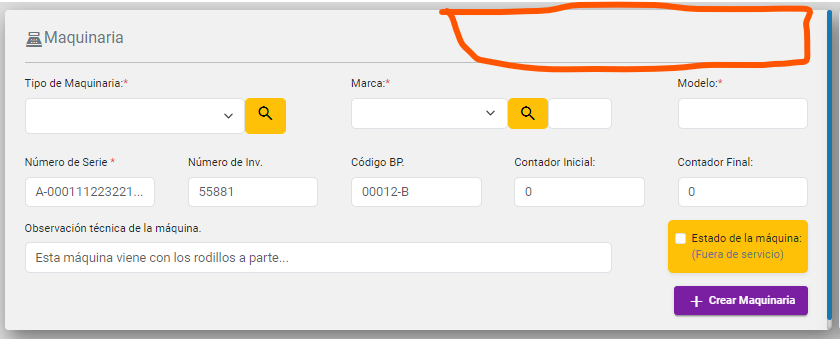 Maquinaria
Tipo de Maquinaria:*
Marca:*
Modelo:*
Número de Serie *
Número de Inv.
Código BP.
Contador Inicial:
Contador Final:
A-000111223221...
55881
00012-B
0
0
Observación técnica de la máquina.
Esta máquina viene con los rodillos a parte...
Estado de la máquina:
(Fuera de servicio)
Crear Maquinaria